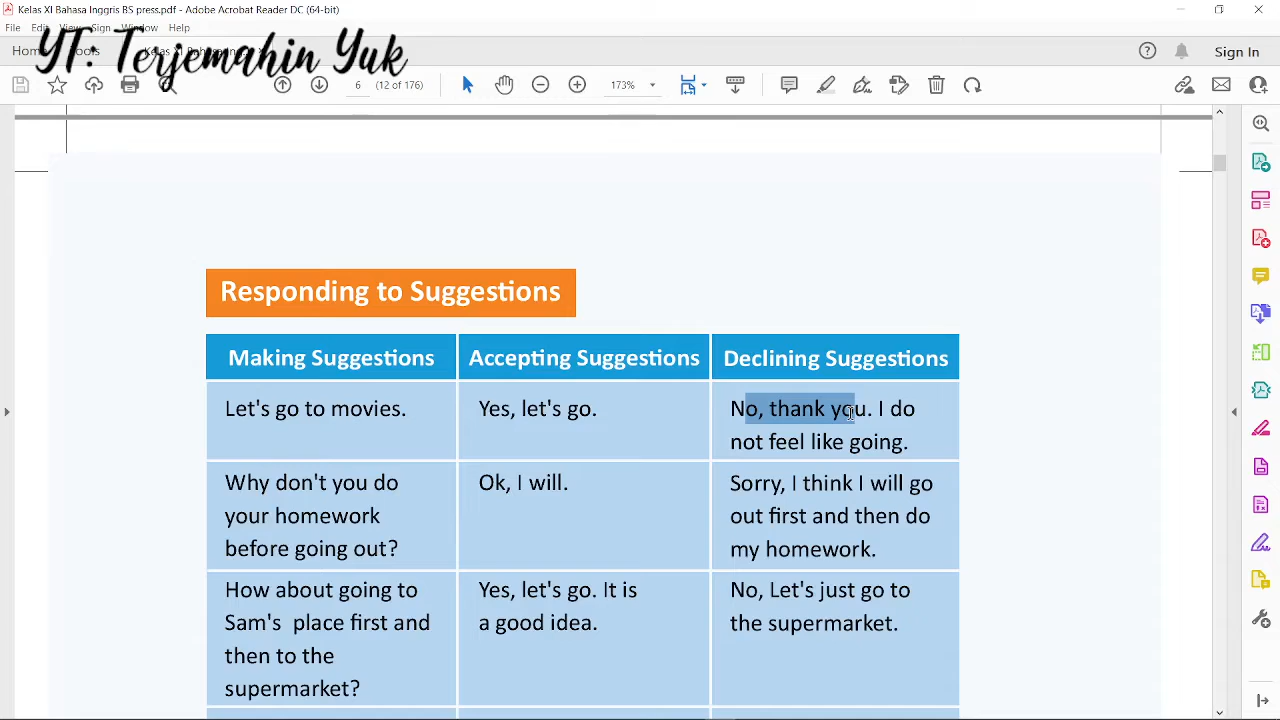 Kelas XI Bahasa Inggris BS press.pdf - Adobe Acrobat Reader DC (64-bit)
File Edit View Sign Window Help
YT: Terjemahin Yuk
Home Tools
Sign In
6 (12 of 176) 173%
Responding to Suggestions
Making Suggestions Accepting Suggestions Declining Suggestions
Let's go to movies.
Yes, let's go.
No, thank you. I do
not feel like going.
Why don't you do
your homework
before going out?
Ok, I will.
Sorry, I think I will go
out first and then do
my homework.
How about going to
Sam's place first and
then to the
supermarket?
Yes, let's go. It is
a good idea.
No, Let's just go to
the supermarket.